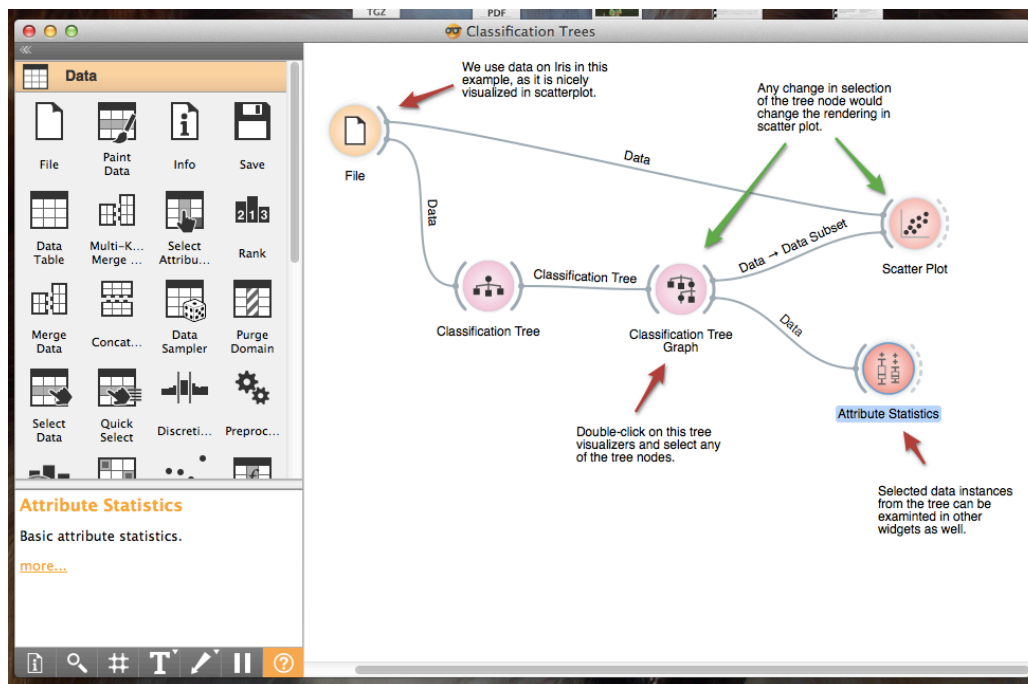 TGZ
PDF
Classification Trees
Data
File
Paint
Data
Info
Save
Data
Table
Multi-K...
Merge ...
Select
Attribu...
Rank
Merge
Data
Concat...
Data
Sampler
Purge
Domain
Select
Data
Quick
Select
Discreti...
Preproc...
Attribute Statistics
Basic attribute statistics.
more...
We use data on Iris in this
example, as it is nicely
visualized in scatterplot.
Any change in selection
of the tree node would
change the rendering in
scatter plot.
File
Data
Data
Classification Tree
Classification Tree
Classification Tree
Graph
Data → Data Subset
Scatter Plot
Data
Attribute Statistics
Double-click on this tree
visualizers and select any
of the tree nodes.
Selected data instances
from the tree can be
examinted in other
widgets as well.